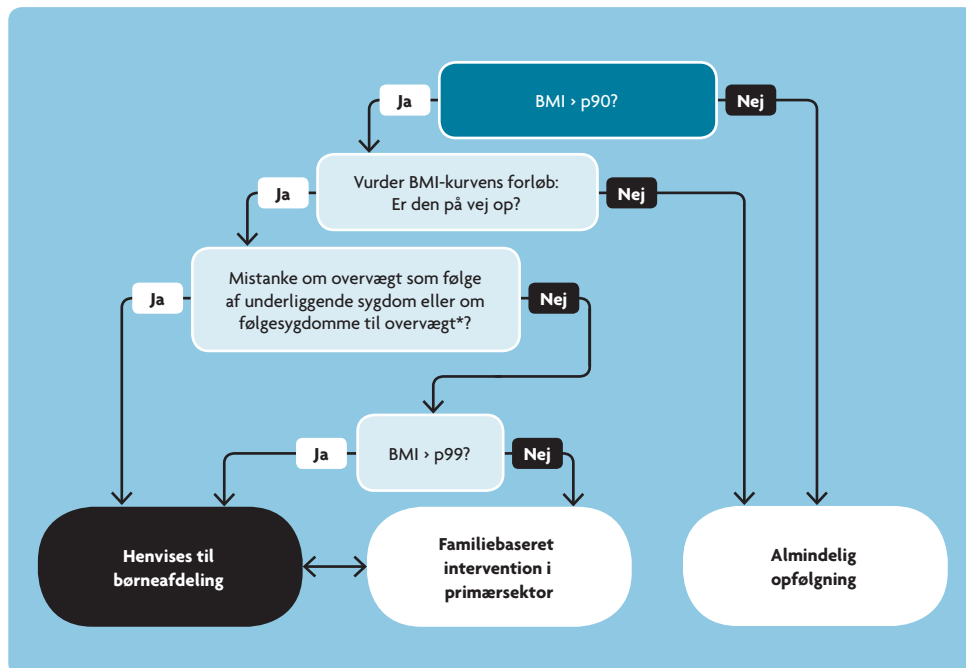 BMI › p90?
Ja
Nej
Vurder BMI-kurvens forløb:
Er den på vej op?
Ja
Nej
Mistanke om overvægt som følge
af underliggende sygdom eller om
følgesygdomme til overvægt*?
Ja
Nej
BMI › p99?
Ja
Nej
Henvises til
børneafdeling
Familiebaseret
intervention i
primærsektor
Almindelig
opfølgning